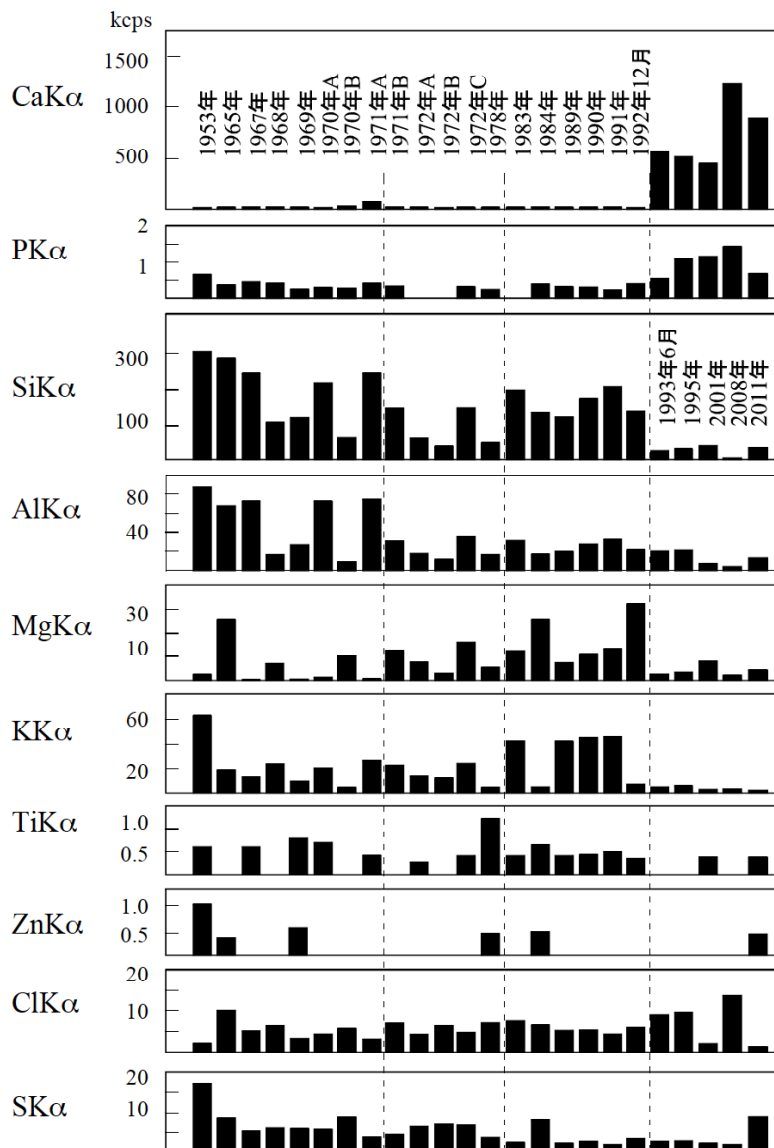 kcps
CaKα
1500
1000
500
1953年
1965年
1967年
1968年
1969年
1970年A
1970年B
1971年A
1971年B
1972年A
1972年B
1972年C
1978年
1983年
1984年
1989年
1990年
1991年
1992年12月
PKα
2
1
SiKα
300
100
1993年6月
1995年
2001年
2008年
2011年
AlKα
80
40
MgKα
30
10
KKα
60
20
TiKα
1.0
0.5
ZnKα
1.0
0.5
ClKα
20
10
SKα
20
10